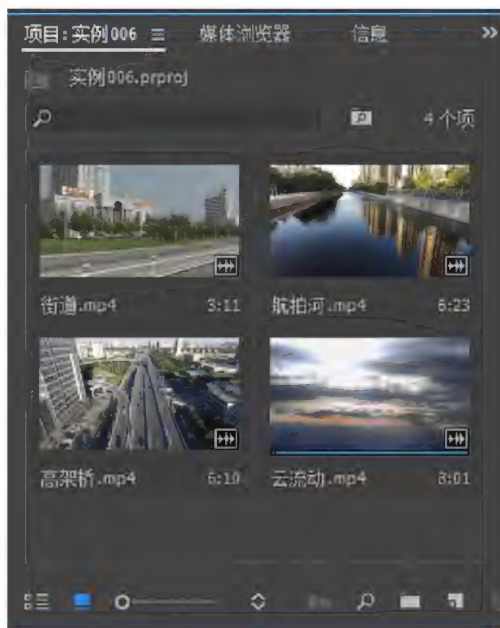 项目:实例006 ≡ 媒体浏览器 信息 »
实例006.prproj
4个项
街道.mp4 3:11 航拍河.mp4 6:23
高架桥.mp4 6:10 云流动.mp4 8:01